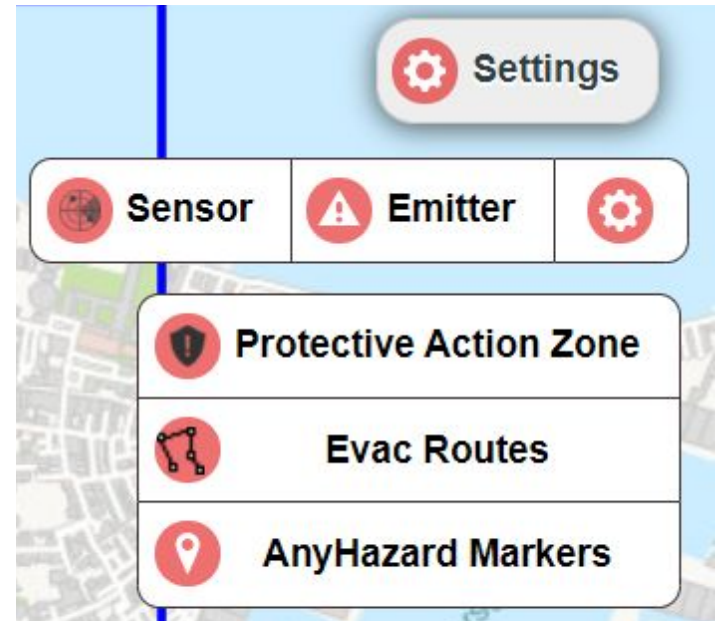 Settings
Sensor Emitter
Protective Action Zone
Evac Routes
AnyHazard Markers